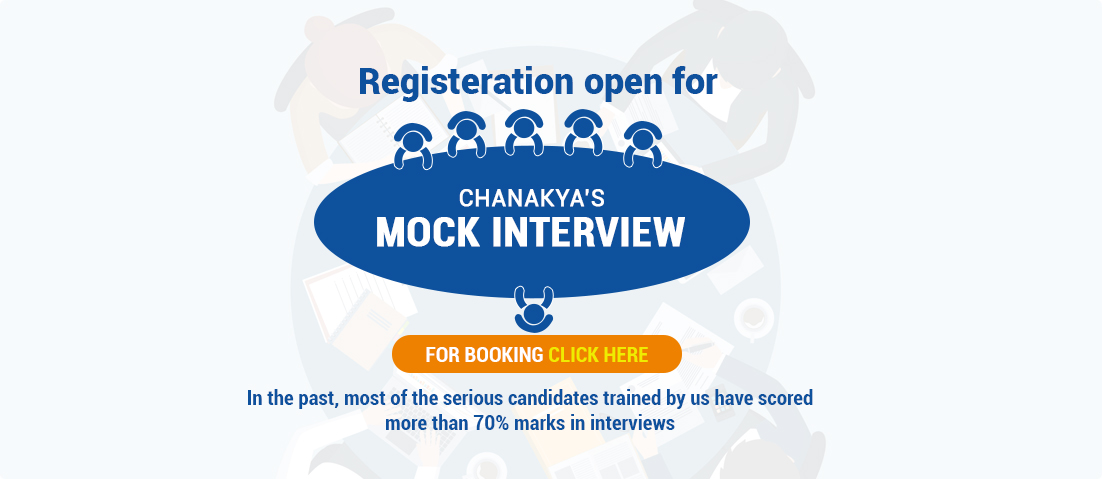 Registeration open for
CHANAKYA'S
MOCK INTERVIEW
FOR BOOKING CLICK HERE
In the past, most of the serious candidates trained by us have scored
more than 70% marks in interviews